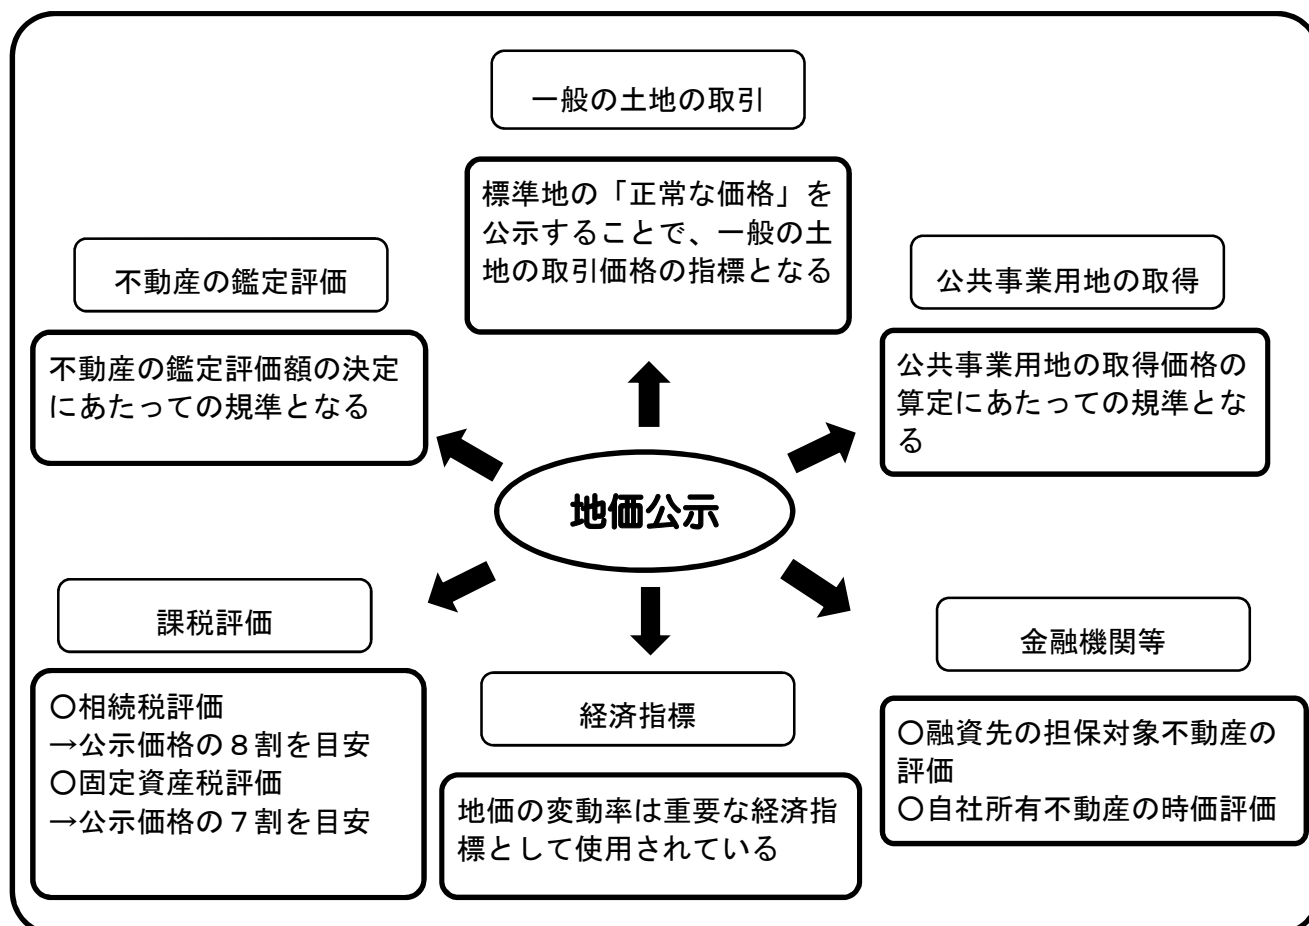 一般の土地の取引
標準地の「正常な価格」を
公示することで、一般の土
地の取引価格の指標となる
不動産の鑑定評価
不動産の鑑定評価額の決定
にあたっての規準となる
公共事業用地の取得
公共事業用地の取得価格の
算定にあたっての規準とな
る
地価公示
課税評価
〇相続税評価
→公示価格の８割を目安
〇固定資産税評価
→公示価格の７割を目安
経済指標
地価の変動率は重要な経済指
標として使用されている
金融機関等
〇融資先の担保対象不動産の
評価
〇自社所有不動産の時価評価